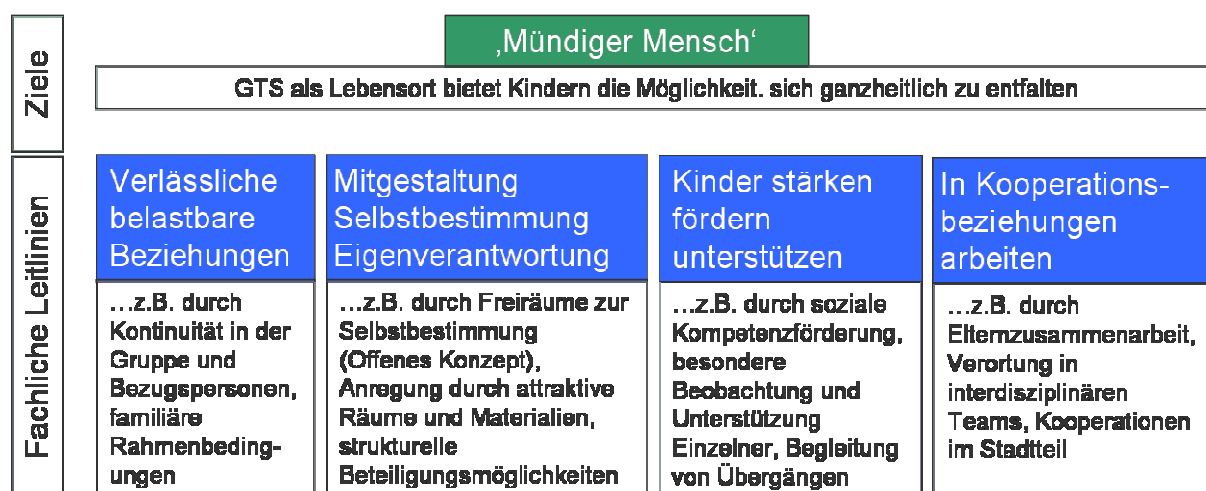 Ziele
‚Mündiger Mensch‘
GTS als Lebensort bietet Kindern die Möglichkeit. sich ganzheitlich zu entfalten
Fachliche Leitlinien
Verlässliche
belastbare
Beziehungen
…z.B. durch
Kontinuität in der
Gruppe und
Bezugspersonen,
familiäre
Rahmenbeding-
ungen
Mitgestaltung
Selbstbestimmung
Eigenverantwortung
…z.B. durch Freiräume zur
Selbstbestimmung
(Offenes Konzept),
Anregung durch attraktive
Räume und Materialien,
strukturelle
Beteiligungsmöglichkeiten
Kinder stärken
fördern
unterstützen
…z.B. durch soziale
Kompetenzförderung,
besondere
Beobachtung und
Unterstützung
Einzelner, Begleitung
von Übergängen
In Kooperations-
beziehungen
arbeiten
…z.B. durch
Elternzusammenarbeit,
Verortung in
interdisziplinären
Teams, Kooperationen
im Stadtteil